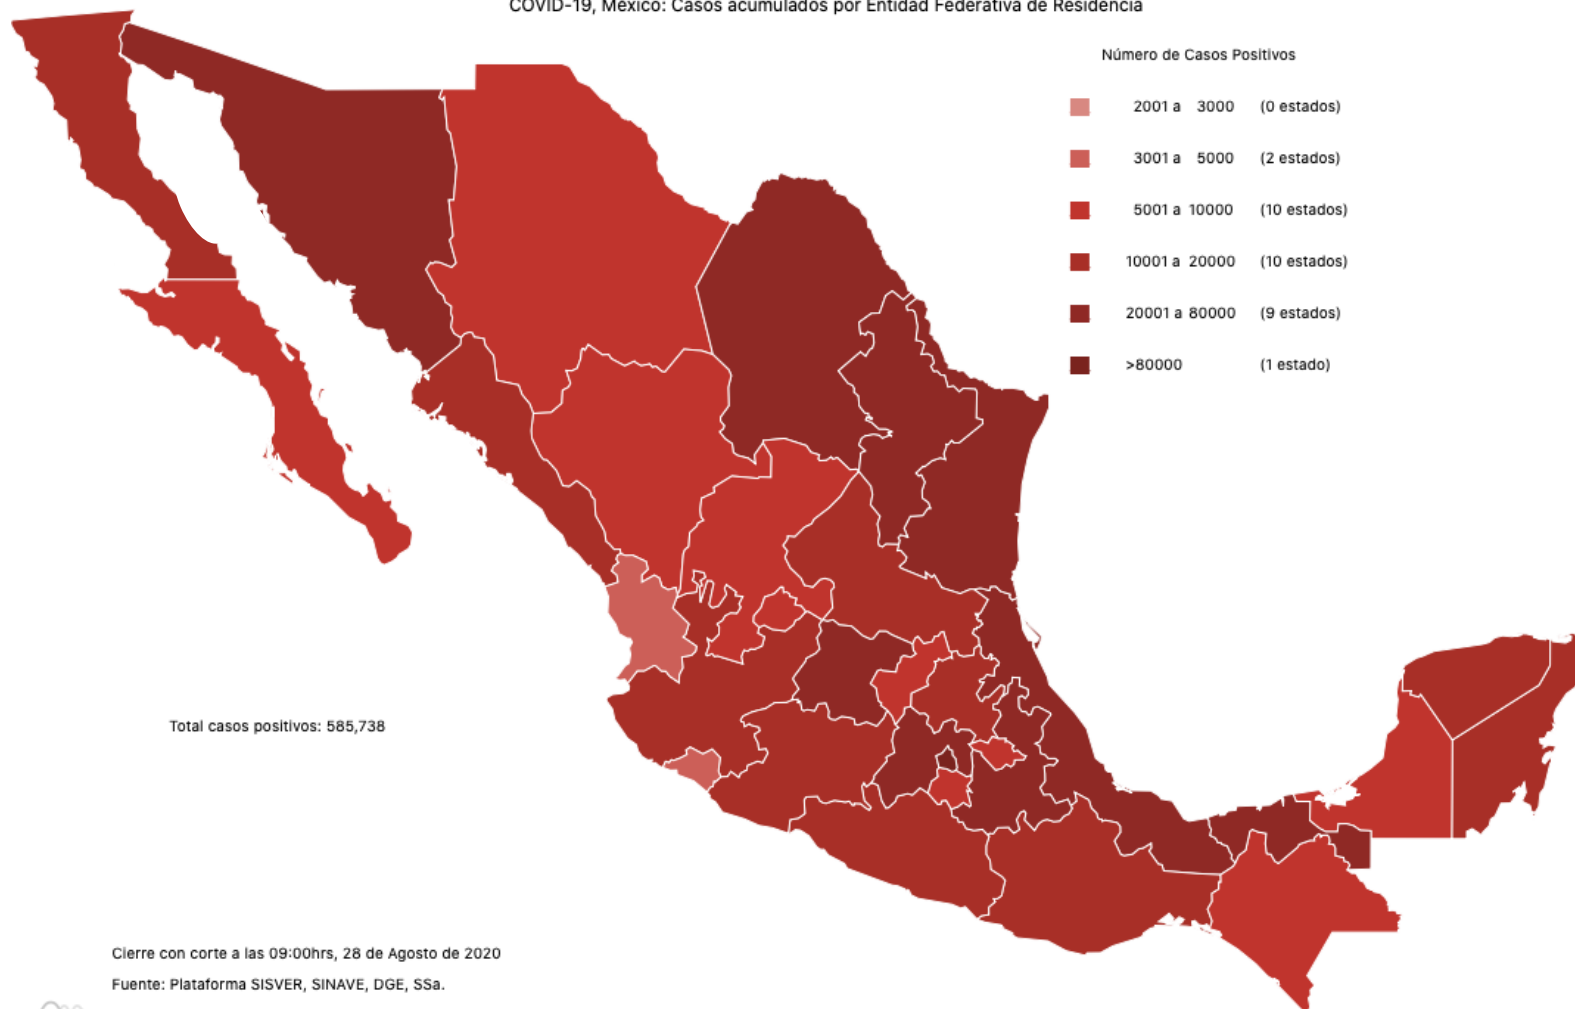 COVID-19, México: Casos acumulados por Entidad Federativa de Residencia
Número de Casos Positivos
2001 a 3000 (0 estados)
3001 a 5000 (2 estados)
5001 a 10000 (10 estados)
10001 a 20000 (10 estados)
20001 a 80000 (9 estados)
>80000 (1 estado)
Total casos positivos: 585,738
Cierre con corte a las 09:00hrs, 28 de Agosto de 2020
Fuente: Plataforma SISVER, SINAVE, DGE, SSa.